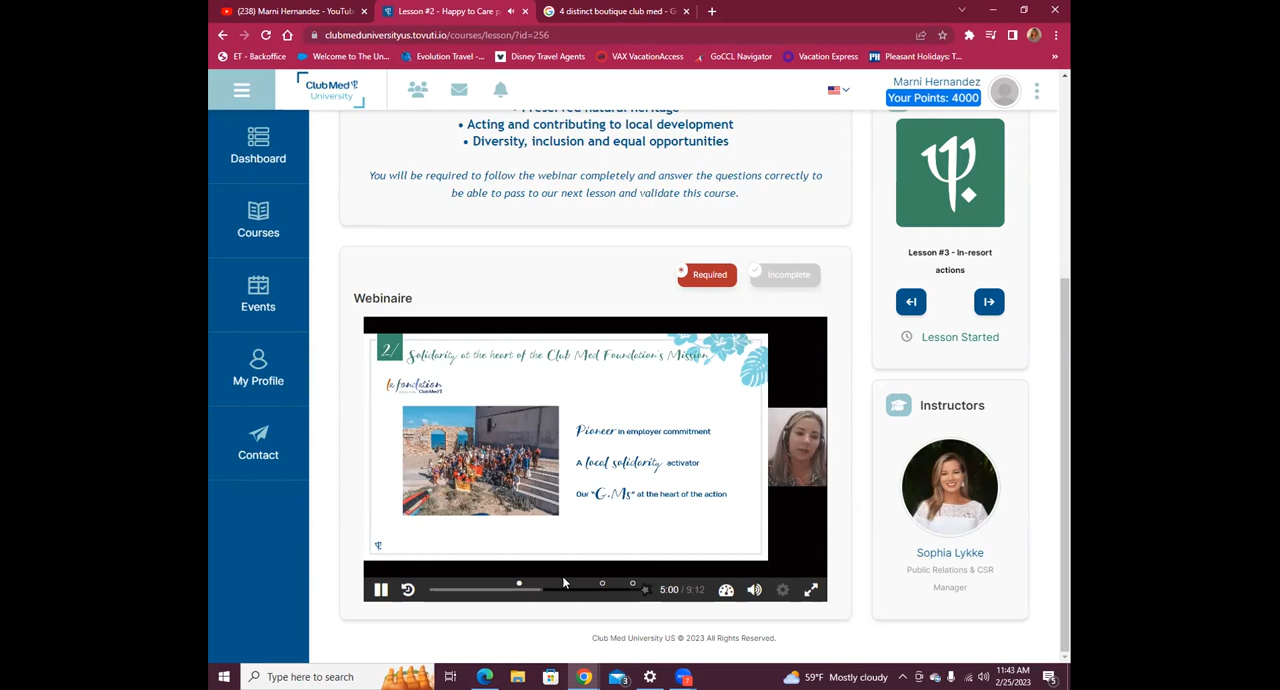 (238) Marni Hernandez - YouTub
Lesson #2 - Happy to Care p
4 distinct boutique club med - G
clubmeduniversityus.tovuti.io/courses/lesson/?id=256
ET - Backoffice
Welcome to The Un...
Evolution Travel -...
Disney Travel Agents
VAX VacationAccess
GoCCL Navigator
Vacation Express
Pleasant Holidays: T...
Club Med
University
Marni Hernandez
Your Points: 4000
Dashboard
Courses
Events
My Profile
Contact
• Preserved natural heritage
• Acting and contributing to local development
• Diversity, inclusion and equal opportunities
You will be required to follow the webinar completely and answer the questions correctly to
be able to pass to our next lesson and validate this course.
Required
Incomplete
Webinaire
2/
Solidarity at the heart of the Club Med Foundation's Mission
la fondation
ClubMed
Pioneer in employer commitment
A local solidarity activator
Our "G.Ms" at the heart of the action
5:00 / 9:12
Lesson #3 - In-resort
actions
Lesson Started
Instructors
Sophia Lykke
Public Relations & CSR
Manager
Club Med University US © 2023 All Rights Reserved.
Type here to search
3
7
59°F Mostly cloudy
11:43 AM
2/25/2023
5